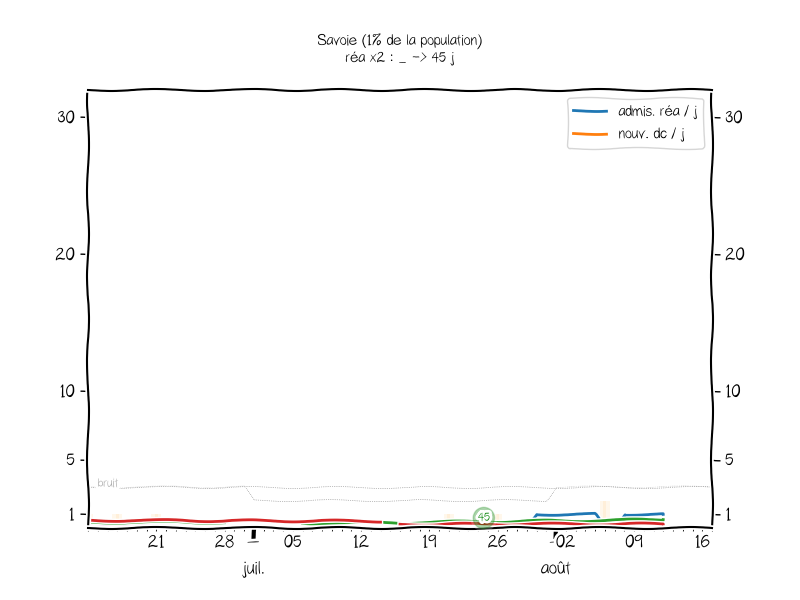 Savoie (1% de la population)
réa x2 : _ -> 45 j
admis. réa / j
nouv. dc / j
30
30
20
20
10
10
5
5
bruit
1
1
45
21
28
05
12
19
26
02
09
16
juil.
août